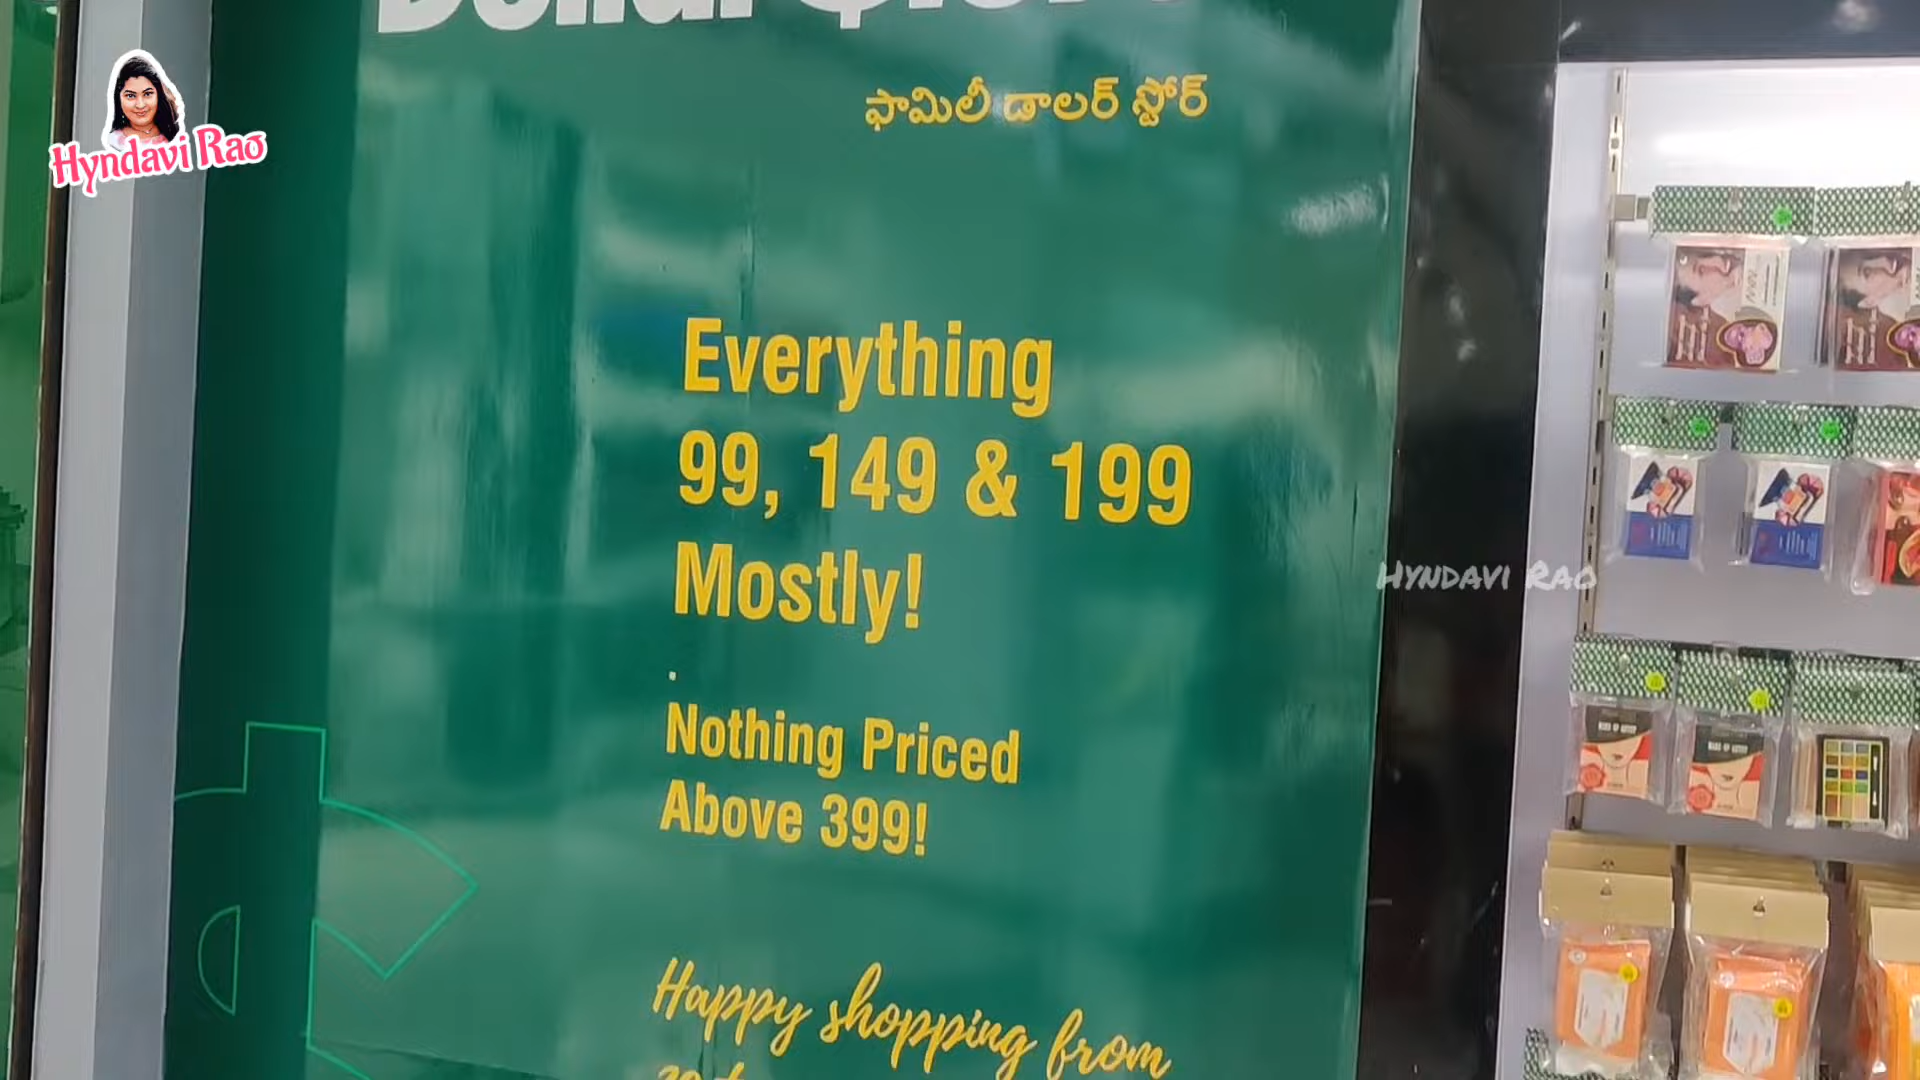 Hyndavi Rao
ఫామిలీ డాలర్ స్టోర్
Everything
99, 149 & 199
Mostly!
.
Nothing Priced
Above 399!
Happy shopping from
Hyndavi Rao